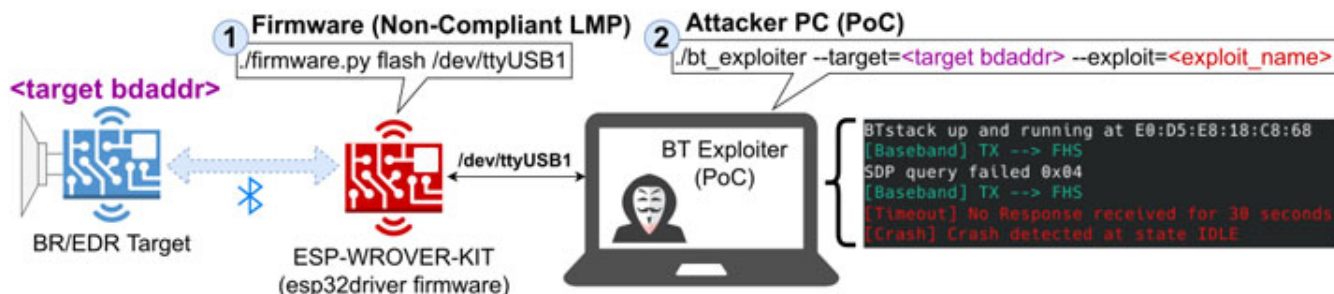 1 Firmware (Non-Compliant LMP)
./firmware.py flash /dev/ttyUSB1
2 Attacker PC (PoC)
./bt_exploiter --target=<target bdaddr> --exploit=<exploit_name>
<target bdaddr>
BR/EDR Target
ESP-WROVER-KIT
(esp32driver firmware)
/dev/ttyUSB1
BT Exploiter
(PoC)
BTstack up and running at E0:D5:E8:18:C8:68
[Baseband] TX --> FHS
SDP query failed 0x04
[Baseband] TX --> FHS
[Timeout] No Response received for 30 seconds
[Crash] Crash detected at state IDLE